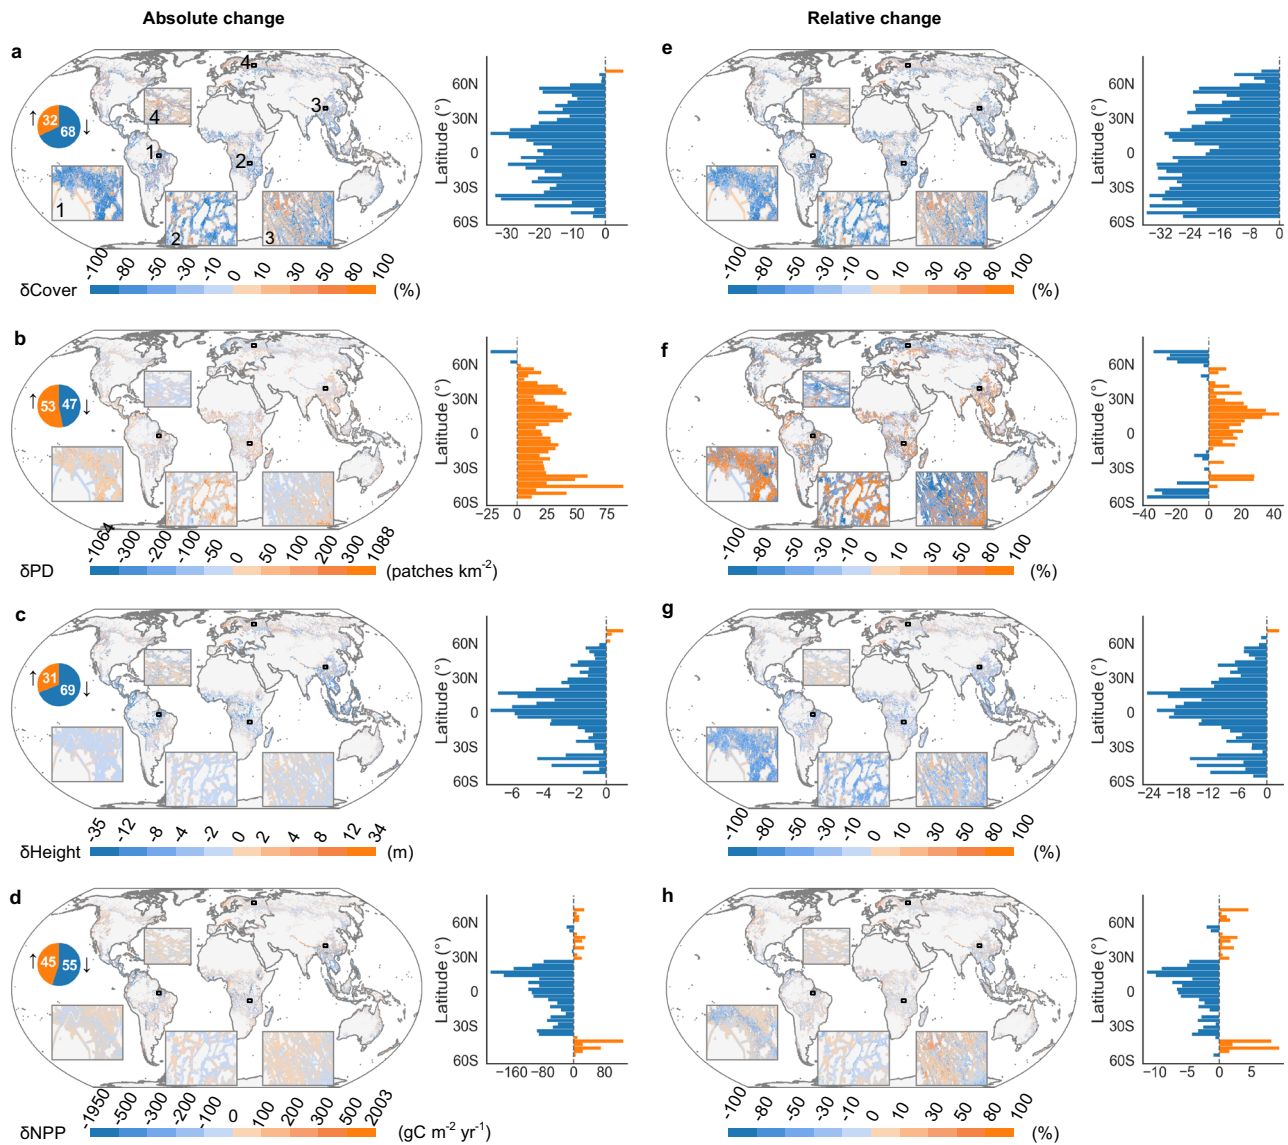 Absolute change
Relative change
a
4
3
4
1
2
1
2
3
↑ 32 68 ↓
Latitude (°)
60N
30N
0
30S
60S
−30 −20 −10 0
δCover
-100 -80 -50 -30 -10 0 10 30 50 80 100
(%)
e
Latitude (°)
60N
30N
0
30S
60S
−32 −24 −16 −8 0
-100 -80 -50 -30 -10 0 10 30 50 80 100
(%)
b
↑ 53 47 ↓
Latitude (°)
60N
30N
0
30S
60S
−25 0 25 50 75
δPD
-1064 -300 -200 -100 -50 0 50 100 200 300 1088
(patches km-2)
f
Latitude (°)
60N
30N
0
30S
60S
−40 −20 0 20 40
-100 -80 -50 -30 -10 0 10 30 50 80 100
(%)
c
↑ 31 69 ↓
Latitude (°)
60N
30N
0
30S
60S
−6 −4 −2 0
δHeight
-35 -12 -8 -4 -2 0 2 4 8 12 34
(m)
g
Latitude (°)
60N
30N
0
30S
60S
−24 −18 −12 −6 0
-100 -80 -50 -30 -10 0 10 30 50 80 100
(%)
d
↑ 45 55 ↓
Latitude (°)
60N
30N
0
30S
60S
−160 −80 0 80
δNPP
-1950 -500 -300 -200 -100 0 100 200 300 500 2003
(gC m-2 yr-1)
h
Latitude (°)
60N
30N
0
30S
60S
−10 −5 0 5
-100 -80 -50 -30 -10 0 10 30 50 80 100
(%)